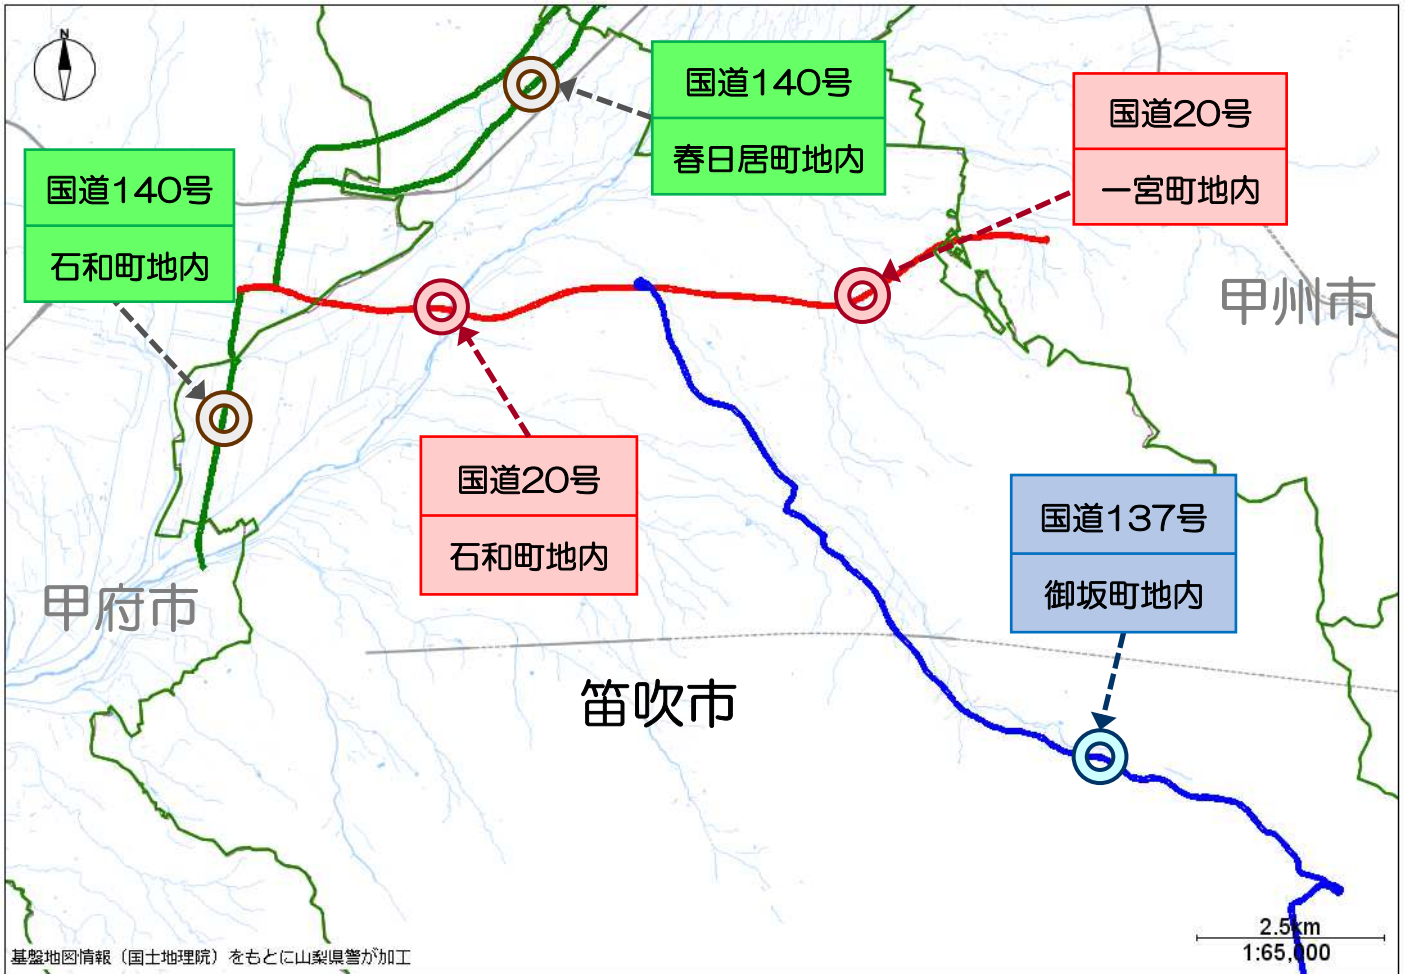 N
国道140号
春日居町地内
国道20号
一宮町地内
国道140号
石和町地内
甲州市
国道20号
石和町地内
国道137号
御坂町地内
甲府市
笛吹市
2.5km
1:65,000
基盤地図情報（国土地理院）をもとに山梨県警が加工